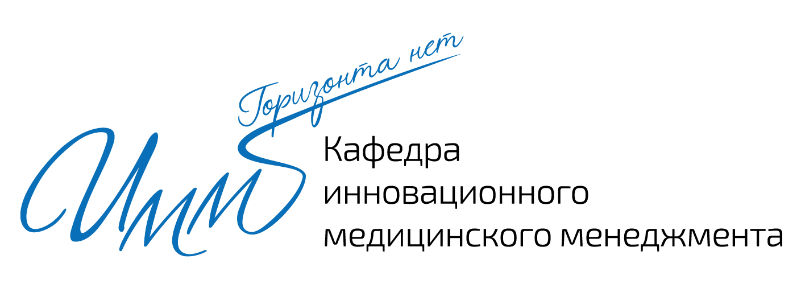 Горизонта нет
Имм
Кафедра
инновационного
медицинского менеджмента